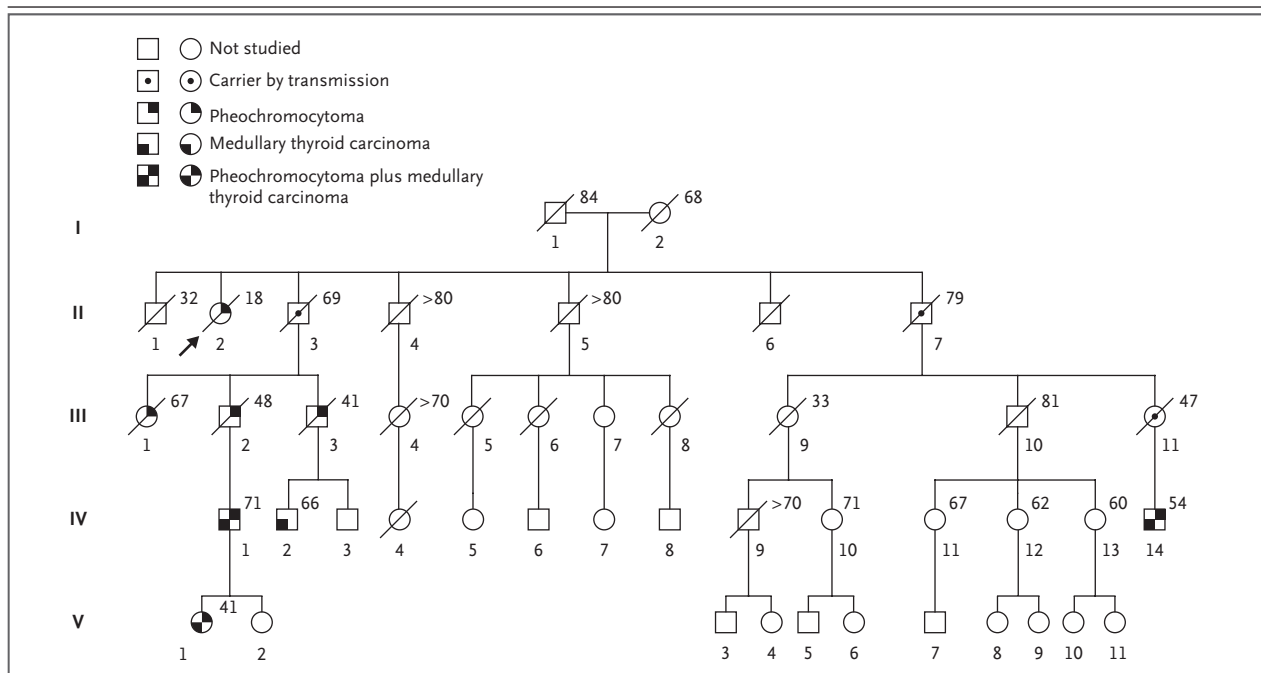 Not studied
Carrier by transmission
Pheochromocytoma
Medullary thyroid carcinoma
Pheochromocytoma plus medullary
thyroid carcinoma
84 68
I
1 2
32 18 69 >80 >80 79
II
1 2 3 4 5 6 7
67 48 41 >70 33 81 47
III
1 2 3 4 5 6 7 8 9 10 11
71 66 >70 71 67 62 60 54
IV
1 2 3 4 5 6 7 8 9 10 11 12 13 14
41
V
1 2 3 4 5 6 7 8 9 10 11